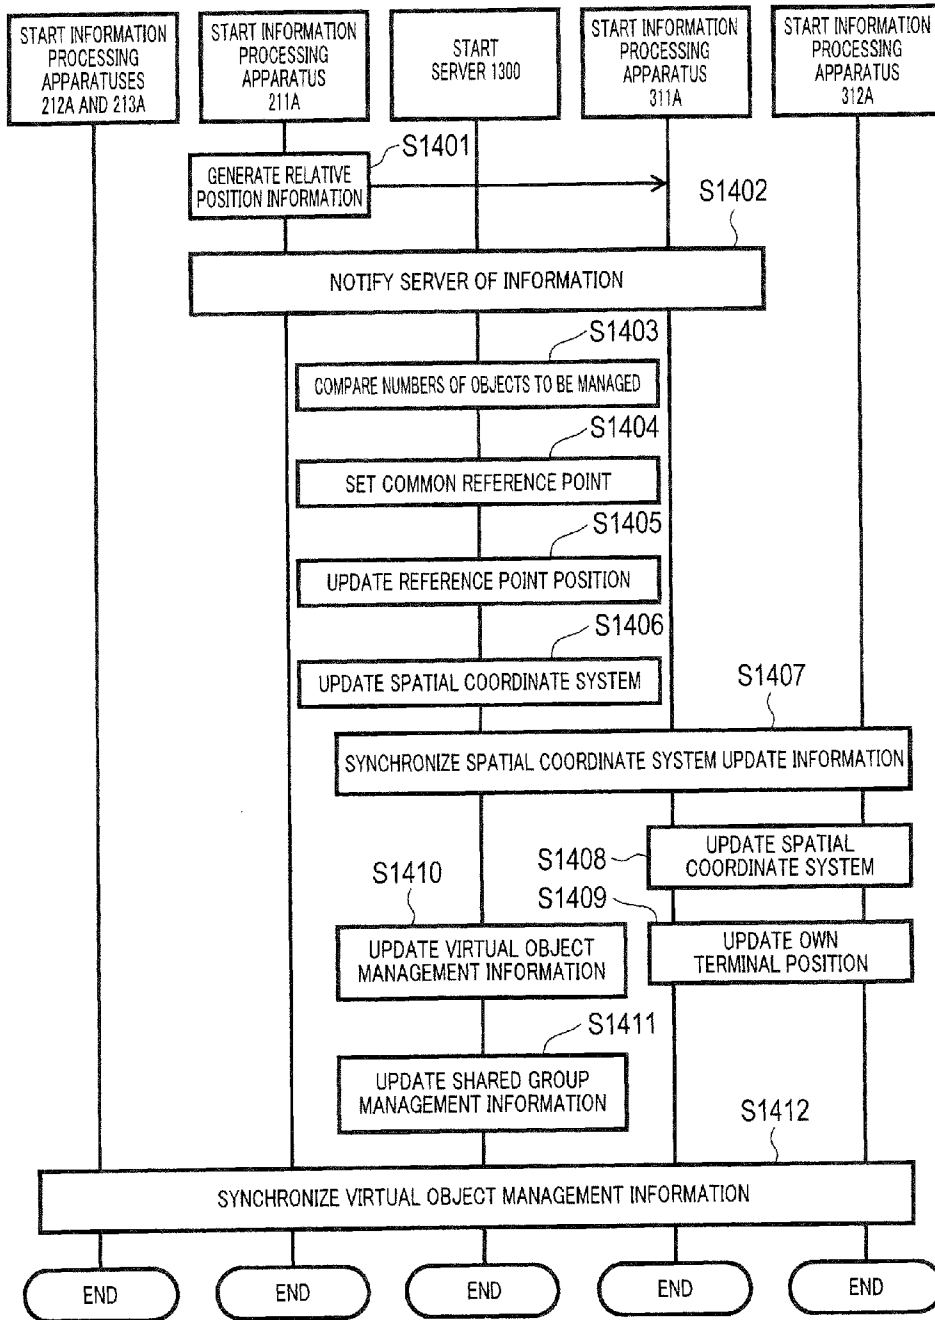 START INFORMATION
PROCESSING
APPARATUSES
212A AND 213A
START INFORMATION
PROCESSING
APPARATUS
211A
START
SERVER 1300
START INFORMATION
PROCESSING
APPARATUS
311A
START INFORMATION
PROCESSING
APPARATUS
312A
S1401
GENERATE RELATIVE
POSITION INFORMATION
S1402
NOTIFY SERVER OF INFORMATION
S1403
COMPARE NUMBERS OF OBJECTS TO BE MANAGED
S1404
SET COMMON REFERENCE POINT
S1405
UPDATE REFERENCE POINT POSITION
S1406
UPDATE SPATIAL COORDINATE SYSTEM
S1407
SYNCHRONIZE SPATIAL COORDINATE SYSTEM UPDATE INFORMATION
S1408
UPDATE SPATIAL
COORDINATE SYSTEM
S1409
UPDATE OWN
TERMINAL POSITION
S1410
UPDATE VIRTUAL OBJECT
MANAGEMENT INFORMATION
S1411
UPDATE SHARED GROUP
MANAGEMENT INFORMATION
S1412
SYNCHRONIZE VIRTUAL OBJECT MANAGEMENT INFORMATION
END
END
END
END
END